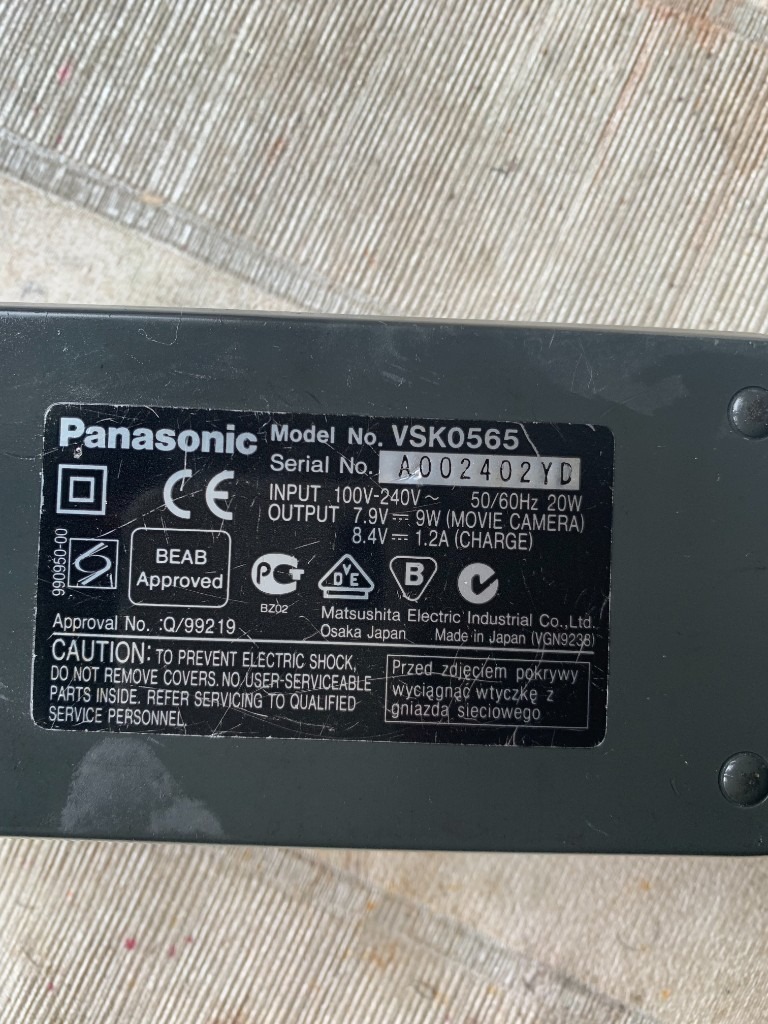 Panasonic Model No. VSK0565
Serial No. A002402YD
INPUT 100V-240V~ 50/60Hz 20W
OUTPUT 7.9V⎓ 9W (MOVIE CAMERA)
8.4V⎓ 1.2A (CHARGE)
CE
990950-00
S
BEAB
Approved
PCT
BZ02
VDE
B
Approval No. :Q/99219
Matsushita Electric Industrial Co.,Ltd.
Osaka Japan Made in Japan (VGN9238)
CAUTION: TO PREVENT ELECTRIC SHOCK,
DO NOT REMOVE COVERS. NO USER-SERVICEABLE
PARTS INSIDE. REFER SERVICING TO QUALIFIED
SERVICE PERSONNEL.
Przed zdjęciem pokrywy
wyciągnąć wtyczkę z
gniazda sieciowego